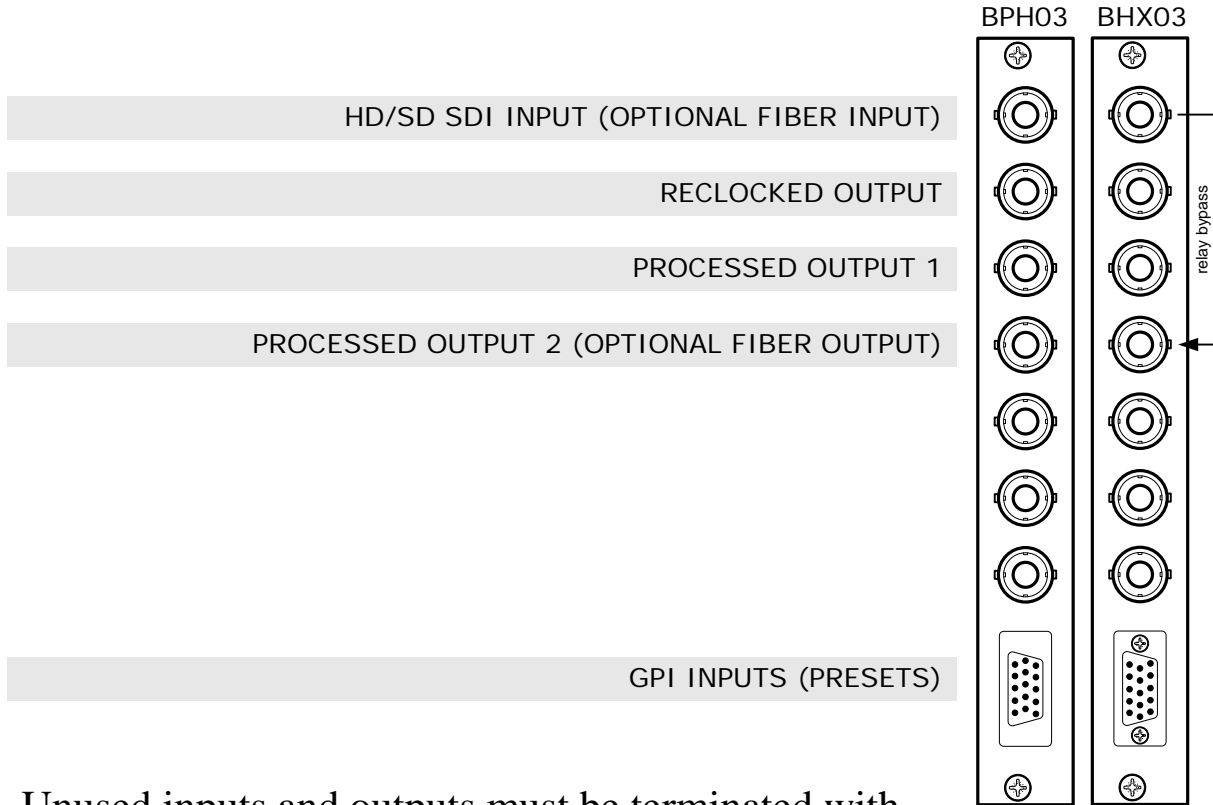 BPH03 BHX03
HD/SD SDI INPUT (OPTIONAL FIBER INPUT)
RECLOCKED OUTPUT
relay bypass
PROCESSED OUTPUT 1
PROCESSED OUTPUT 2 (OPTIONAL FIBER OUTPUT)
GPI INPUTS (PRESETS)
Unused inputs and outputs must be terminated with